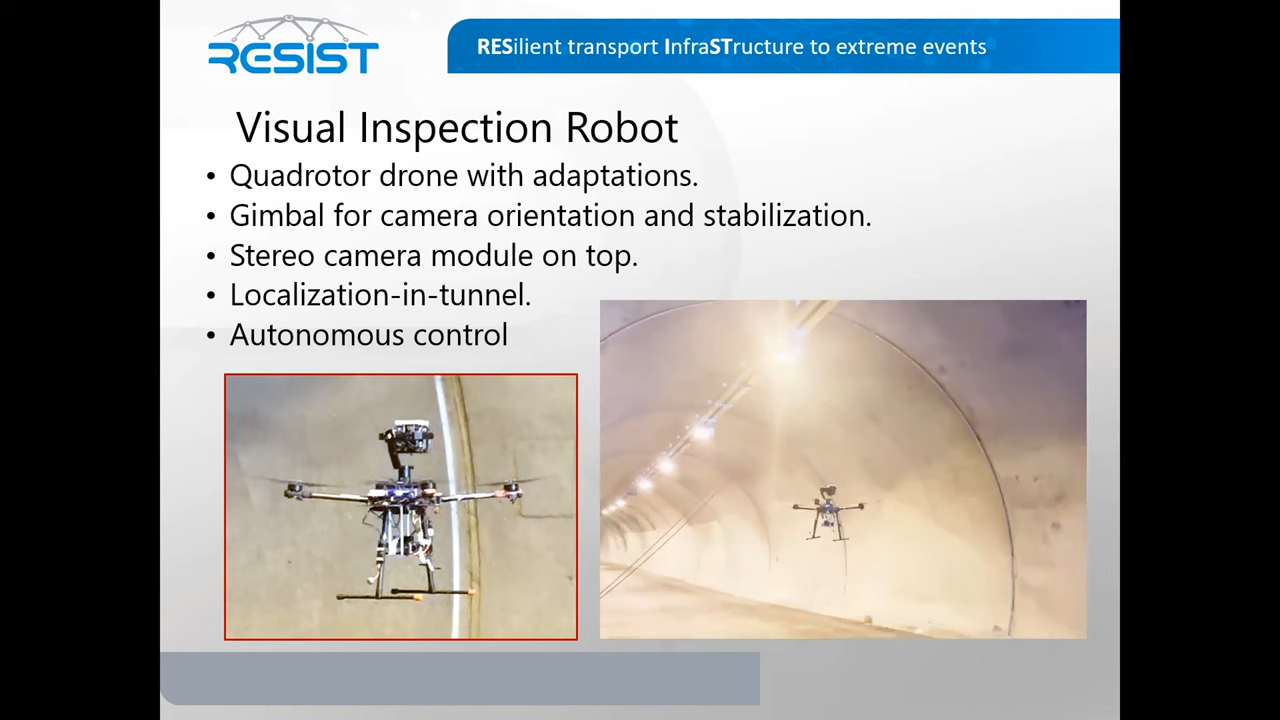 RESIST
RESilient transport InfraSTructure to extreme events
Visual Inspection Robot
• Quadrotor drone with adaptations.
• Gimbal for camera orientation and stabilization.
• Stereo camera module on top.
• Localization-in-tunnel.
• Autonomous control